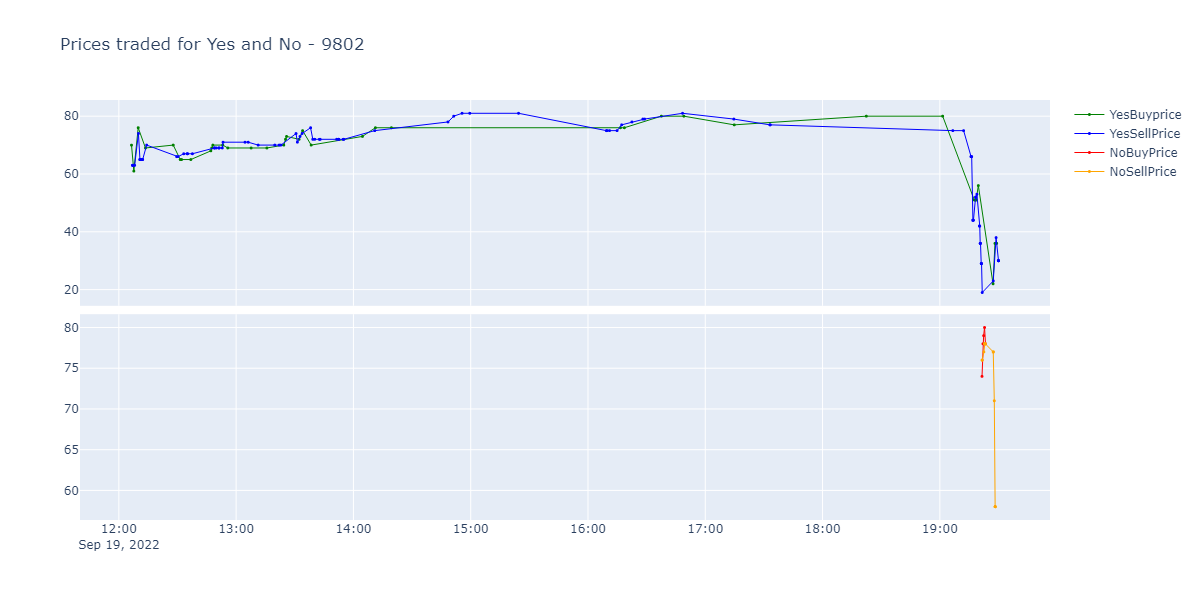 Prices traded for Yes and No - 9802
80
60
40
20
YesBuyprice
YesSellPrice
NoBuyPrice
NoSellPrice
80
75
70
65
60
12:00 13:00 14:00 15:00 16:00 17:00 18:00 19:00
Sep 19, 2022